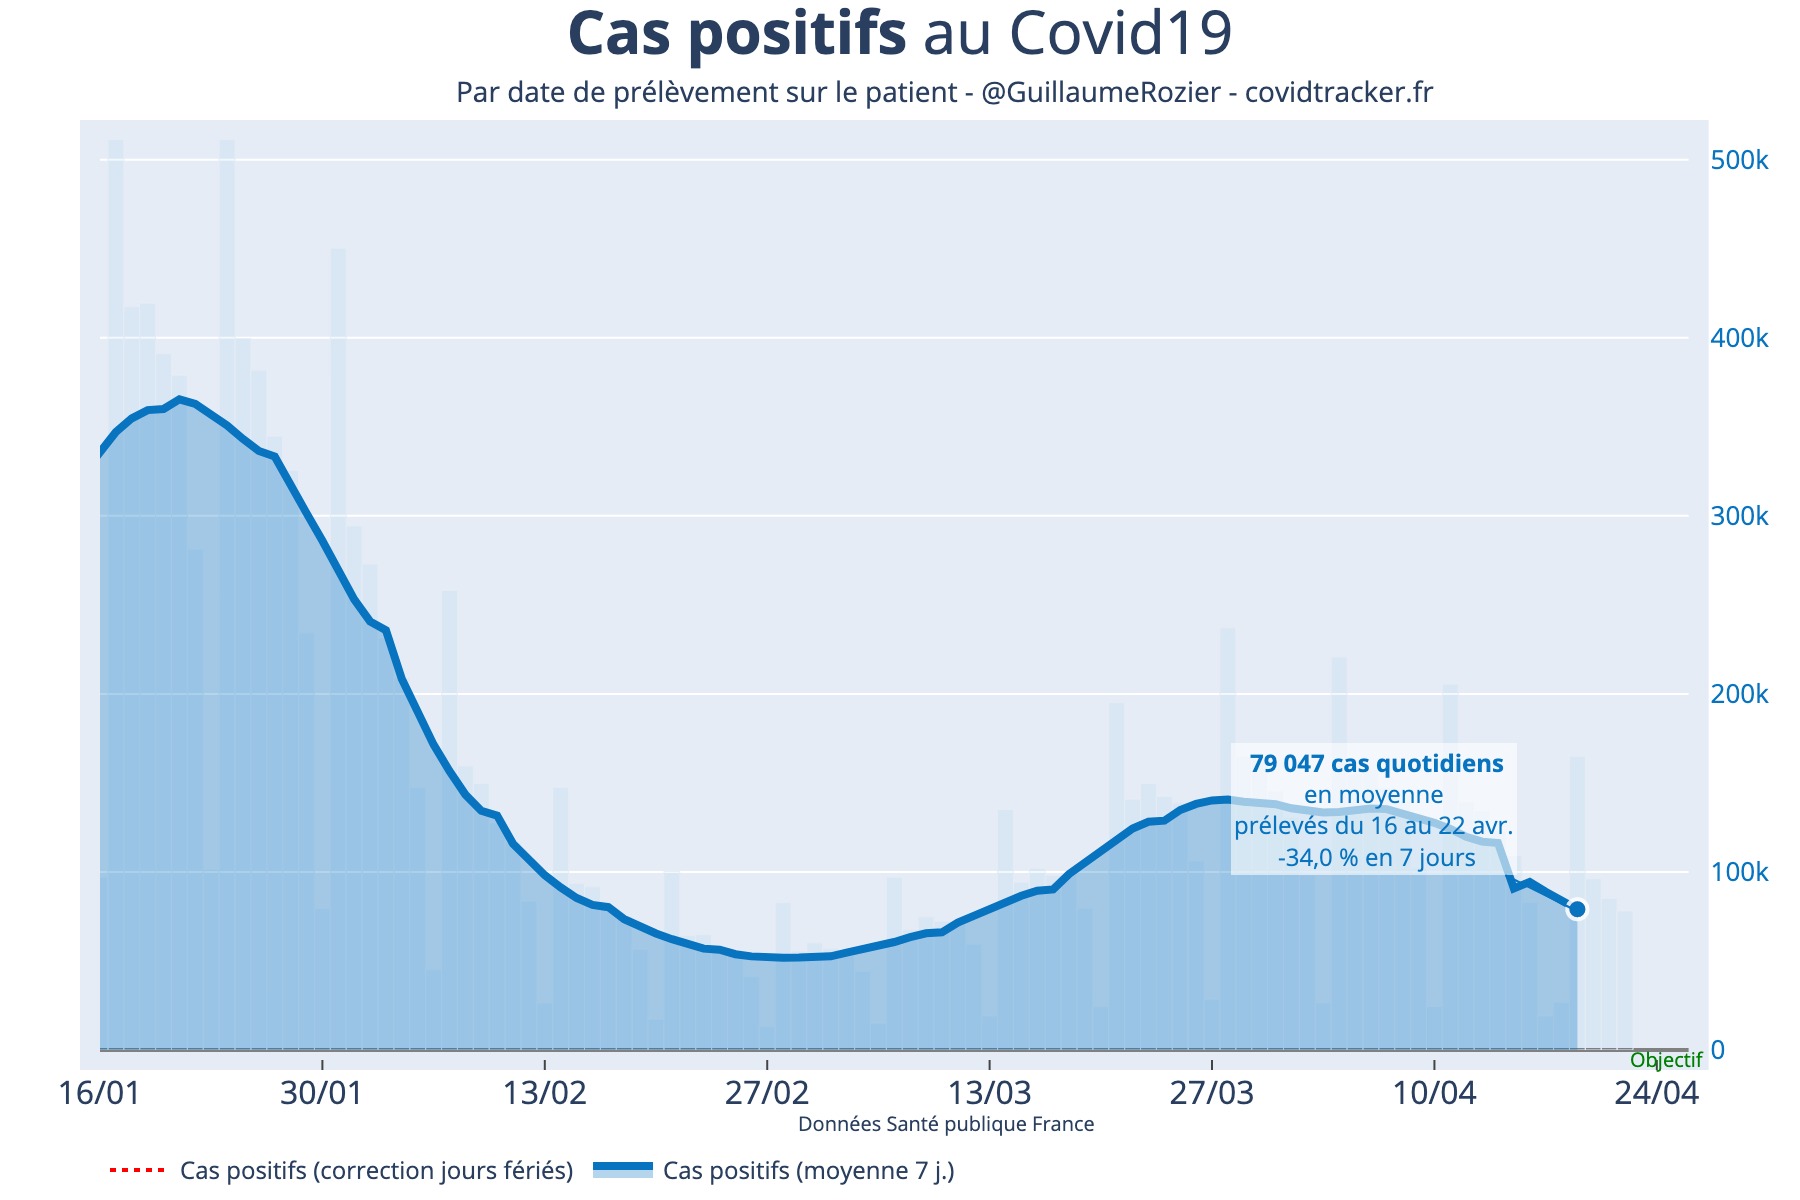 Cas positifs au Covid19
Par date de prélèvement sur le patient - @GuillaumeRozier - covidtracker.fr
500k
400k
300k
200k
79 047 cas quotidiens
en moyenne
prélevés du 16 au 22 avr.
-34,0 % en 7 jours
100k
0
Objectif
16/01 30/01 13/02 27/02 13/03 27/03 10/04 24/04
Données Santé publique France
Cas positifs (correction jours fériés) Cas positifs (moyenne 7 j.)